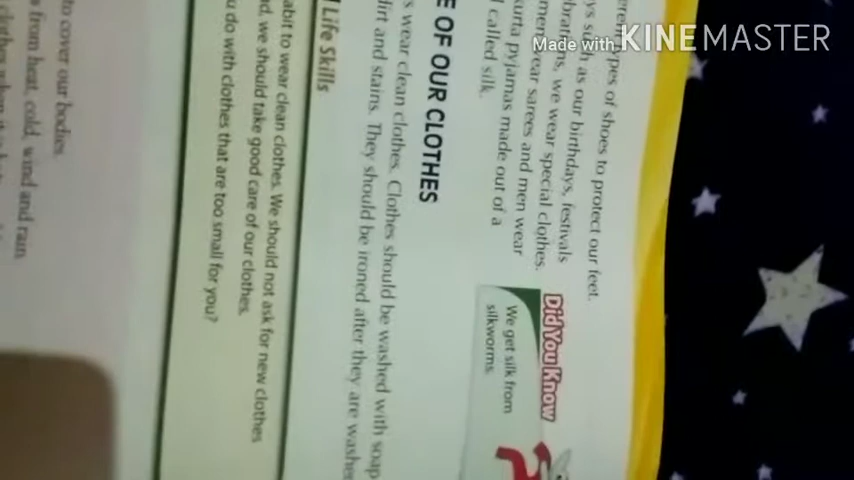 Made with KINEMASTER
types of shoes to protect our feet.
such as our birthdays, festivals
we wear special clothes.
wear sarees and men wear
kurta pyjamas made out of a
called silk.
Did You Know
We get silk from
silkworms.
OF OUR CLOTHES
wear clean clothes. Clothes should be washed with soap
dirt and stains. They should be ironed after they are washed
Life Skills
to wear clean clothes. We should not ask for new clothes
we should take good care of our clothes.
do with clothes that are too small for you?
to cover our bodies
from heat, cold, wind and rain